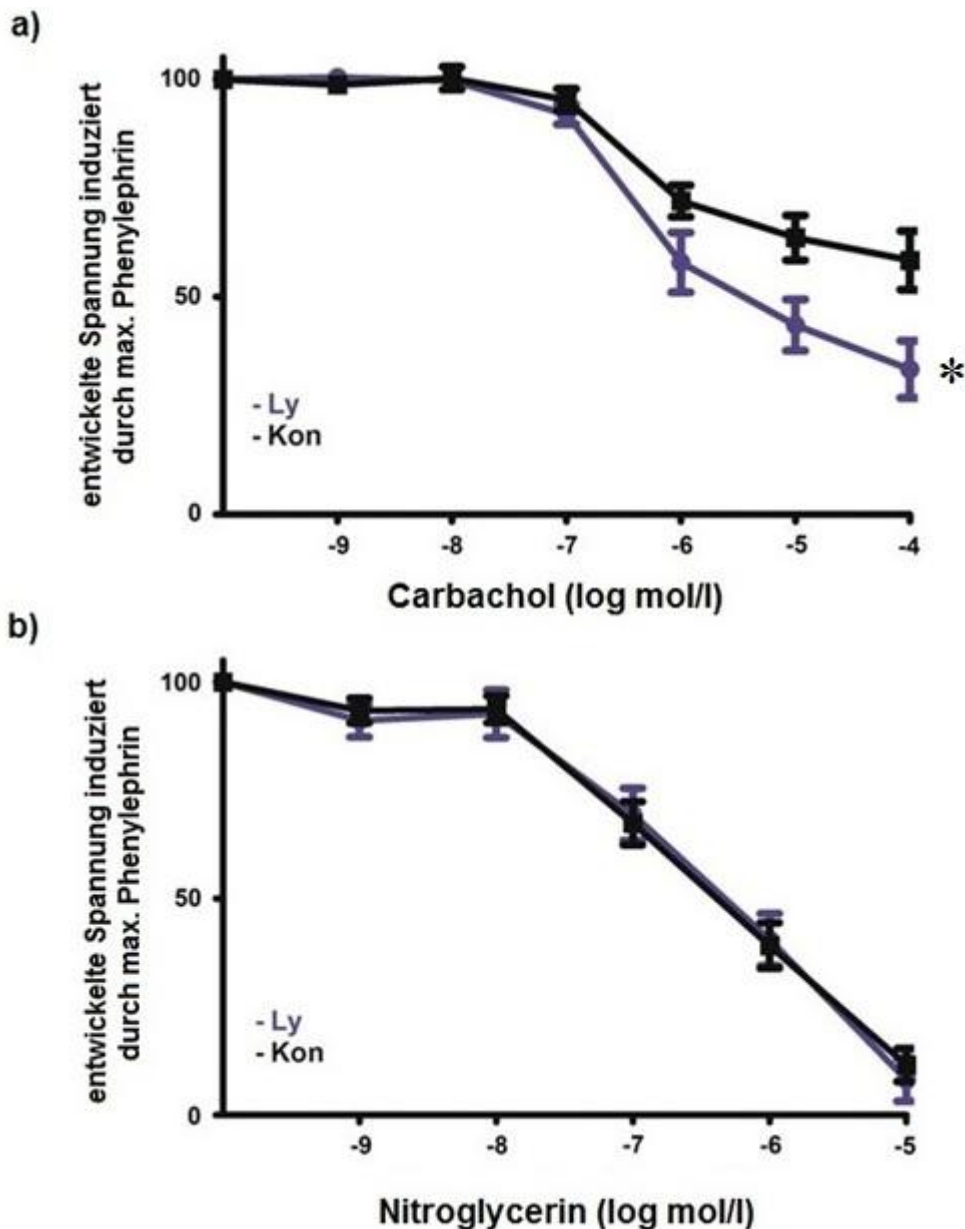 a)
entwickelte Spannung induziert
durch max. Phenylephrin
100
50
0
- Ly
- Kon
*
-9 -8 -7 -6 -5 -4
Carbachol (log mol/l)
b)
entwickelte Spannung induziert
durch max. Phenylephrin
100
50
0
- Ly
- Kon
-9 -8 -7 -6 -5
Nitroglycerin (log mol/l)